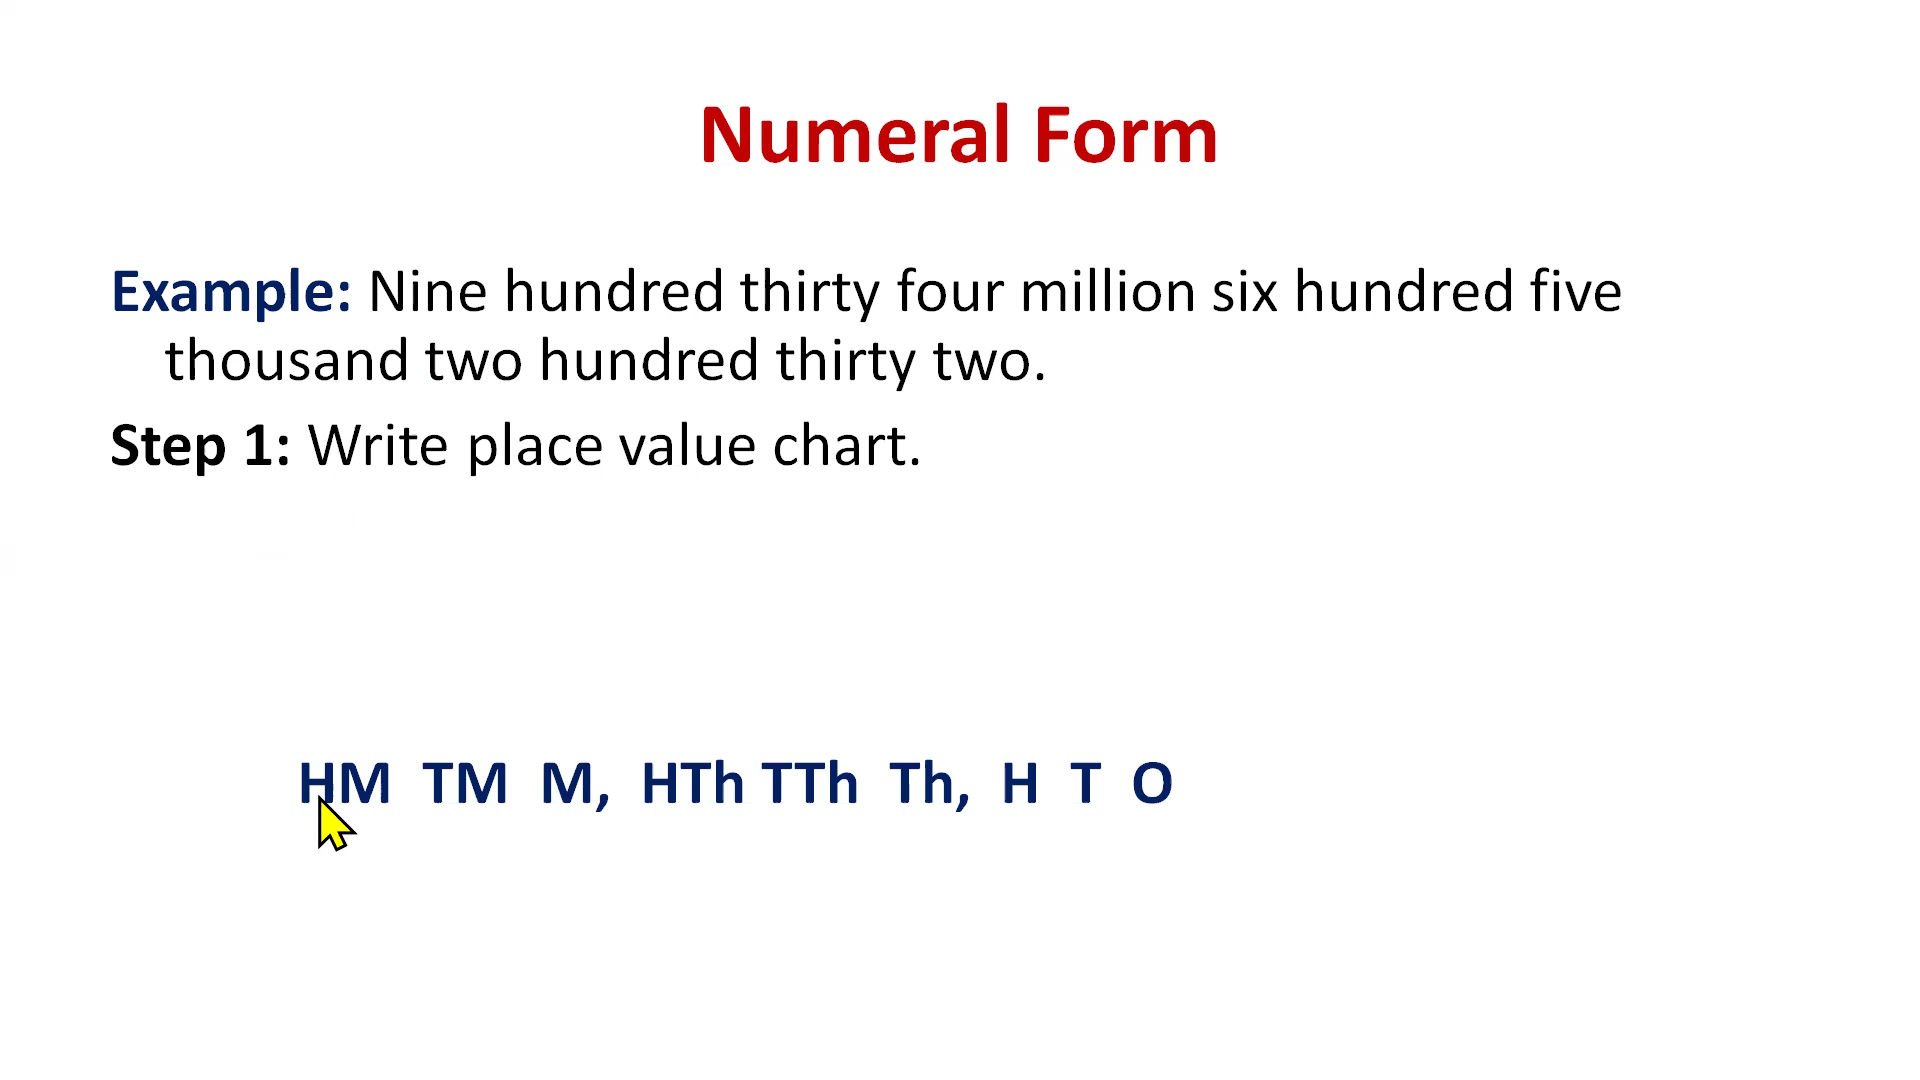 Numeral Form
Example: Nine hundred thirty four million six hundred five
thousand two hundred thirty two.
Step 1: Write place value chart.
HM TM M, HTh TTh Th, H T O